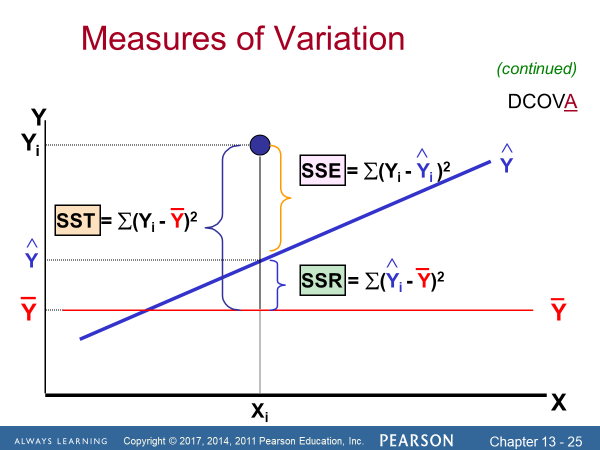 Measures of Variation
(continued)
DCOVA
Y
Yᵢ
SSE = ∑(Yᵢ - Ŷᵢ )²
Ŷ
SST = ∑(Yᵢ - Ȳ)²
Ŷ
SSR = ∑(Ŷᵢ - Ȳ)²
Ȳ
Ȳ
X
Xᵢ
ALWAYS LEARNING
Copyright © 2017, 2014, 2011 Pearson Education, Inc.
PEARSON
Chapter 13 - 25